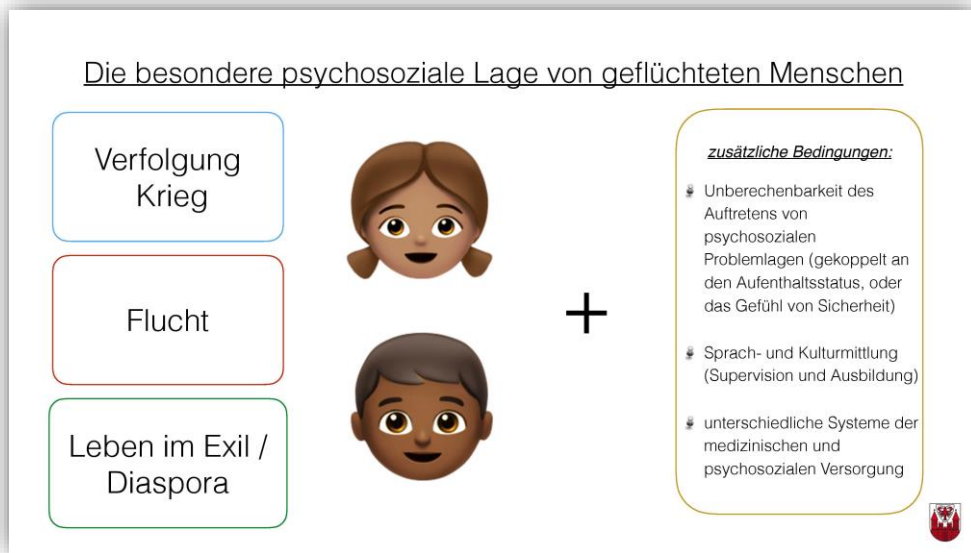 Die besondere psychosoziale Lage von geflüchteten Menschen
Verfolgung
Krieg
Flucht
Leben im Exil /
Diaspora
+
zusätzliche Bedingungen:
Unberechenbarkeit des
Auftretens von
psychosozialen
Problemlagen (gekoppelt an
den Aufenthaltsstatus, oder
das Gefühl von Sicherheit)
Sprach- und Kulturmittlung
(Supervision und Ausbildung)
unterschiedliche Systeme der
medizinischen und
psychosozialen Versorgung